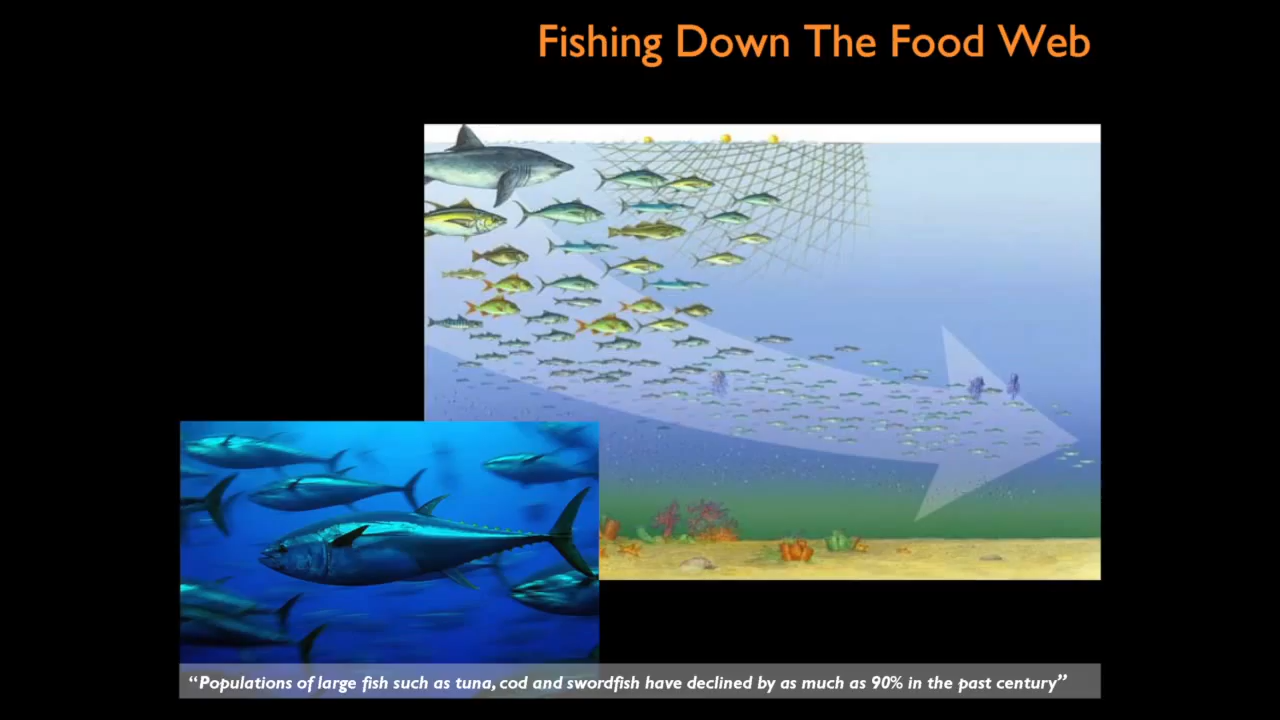 Fishing Down The Food Web
“Populations of large fish such as tuna, cod and swordfish have declined by as much as 90% in the past century”